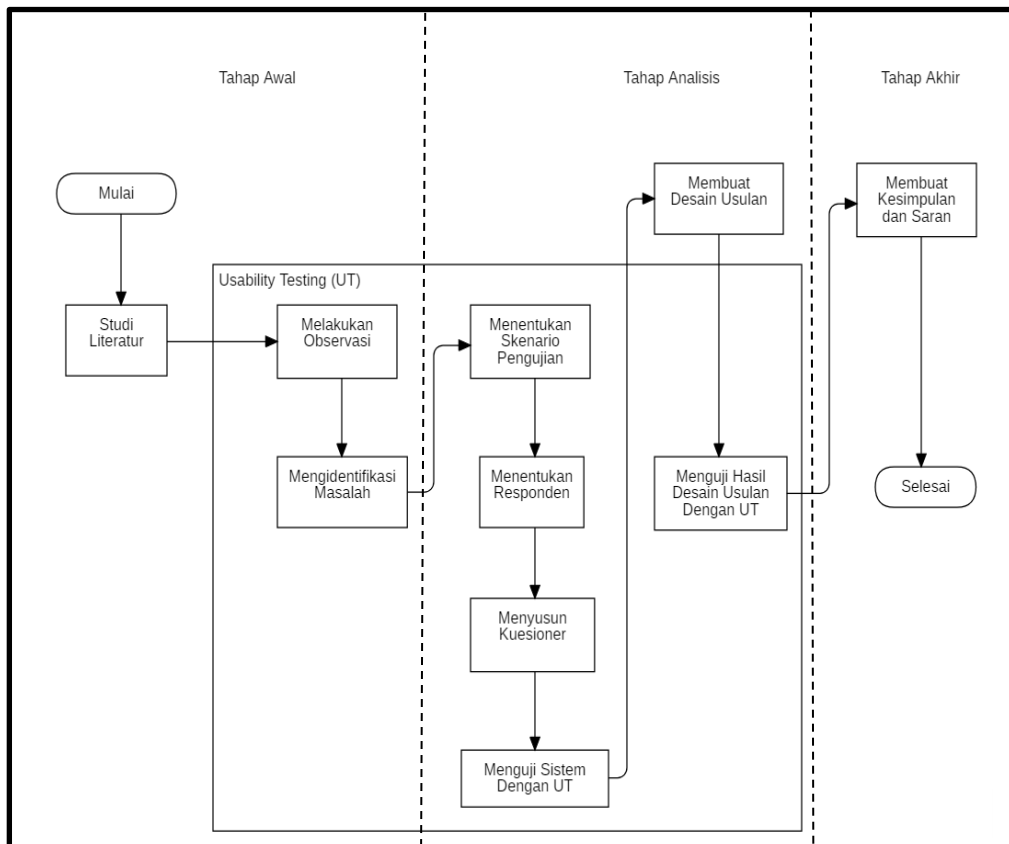 Tahap Awal
Tahap Analisis
Tahap Akhir
Mulai
Studi
Literatur
Usability Testing (UT)
Melakukan
Observasi
Mengidentifikasi
Masalah
Menentukan
Skenario
Pengujian
Menentukan
Responden
Menyusun
Kuesioner
Menguji Sistem
Dengan UT
Membuat
Desain Usulan
Menguji Hasil
Desain Usulan
Dengan UT
Membuat
Kesimpulan
dan Saran
Selesai